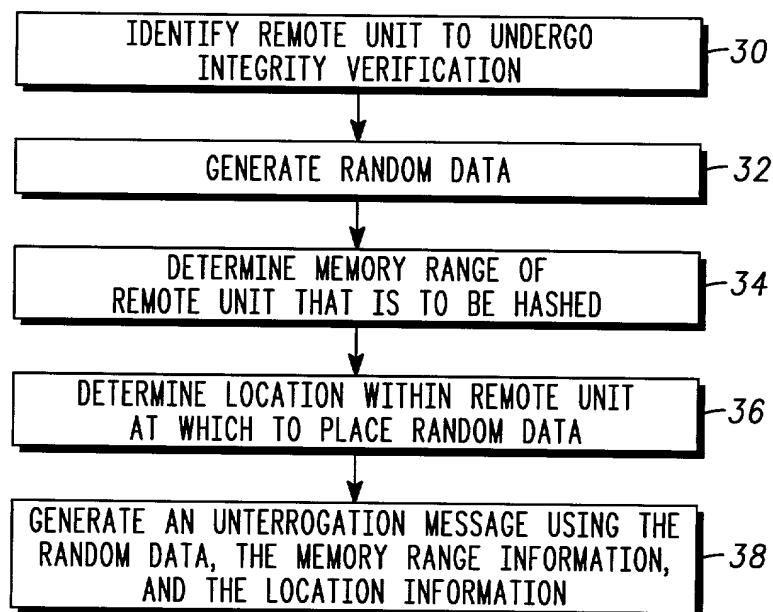 IDENTIFY REMOTE UNIT TO UNDERGO
INTEGRITY VERIFICATION
30
GENERATE RANDOM DATA
32
DETERMINE MEMORY RANGE OF
REMOTE UNIT THAT IS TO BE HASHED
34
DETERMINE LOCATION WITHIN REMOTE UNIT
AT WHICH TO PLACE RANDOM DATA
36
GENERATE AN UNTERROGATION MESSAGE USING THE
RANDOM DATA, THE MEMORY RANGE INFORMATION,
AND THE LOCATION INFORMATION
38